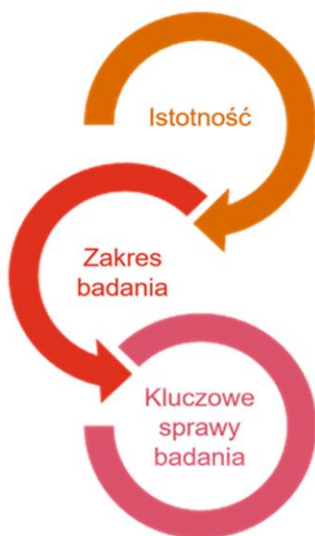 Istotność
Zakres
badania
Kluczowe
sprawy
badania